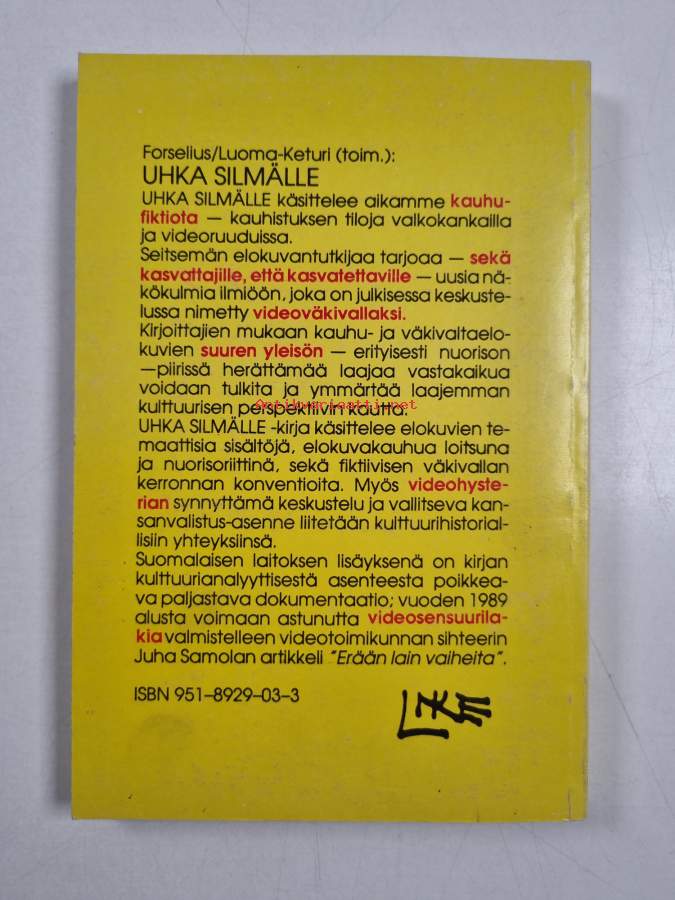 Forselius/Luoma-Keturi (toim.):
UHKA SILMÄLLE
UHKA SILMÄLLE käsittelee aikamme kauhu-
fiktiota — kauhistuksen tiloja valkokankailla
ja videoruuduissa.
Seitsemän elokuvantutkijaa tarjoaa — sekä
kasvattajille, että kasvatettaville — uusia nä-
kökulmia ilmiöön, joka on julkisessa keskuste-
lussa nimetty videoväkivallaksi.
Kirjoittajien mukaan kauhu- ja väkivaltaelo-
kuvien suuren yleisön — erityisesti nuorison
—piirissä herättämää laajaa vastakaikua
voidaan tulkita ja ymmärtää laajemman
kulttuurisen perspektiivin kautta.
Antikvariaatti.net
UHKA SILMÄLLE -kirja käsittelee elokuvien te-
maattisia sisältöjä, elokuvakauhua loitsuna
ja nuorisoriittinä, sekä fiktiivisen väkivallan
kerronnan konventioita. Myös videohyste-
rian synnyttämä keskustelu ja vallitseva kan-
sanvalistus-asenne liitetään kulttuurihistorial-
lisiin yhteyksiinsä.
Suomalaisen laitoksen lisäyksenä on kirjan
kulttuurianalyyttisestä asenteesta poikkea-
va paljastava dokumentaatio; vuoden 1989
alusta voimaan astunutta videosensuurila-
kia valmistelleen videotoimikunnan sihteerin
Juha Samolan artikkeli "Erään lain vaiheita".
ISBN 951–8929–03–3